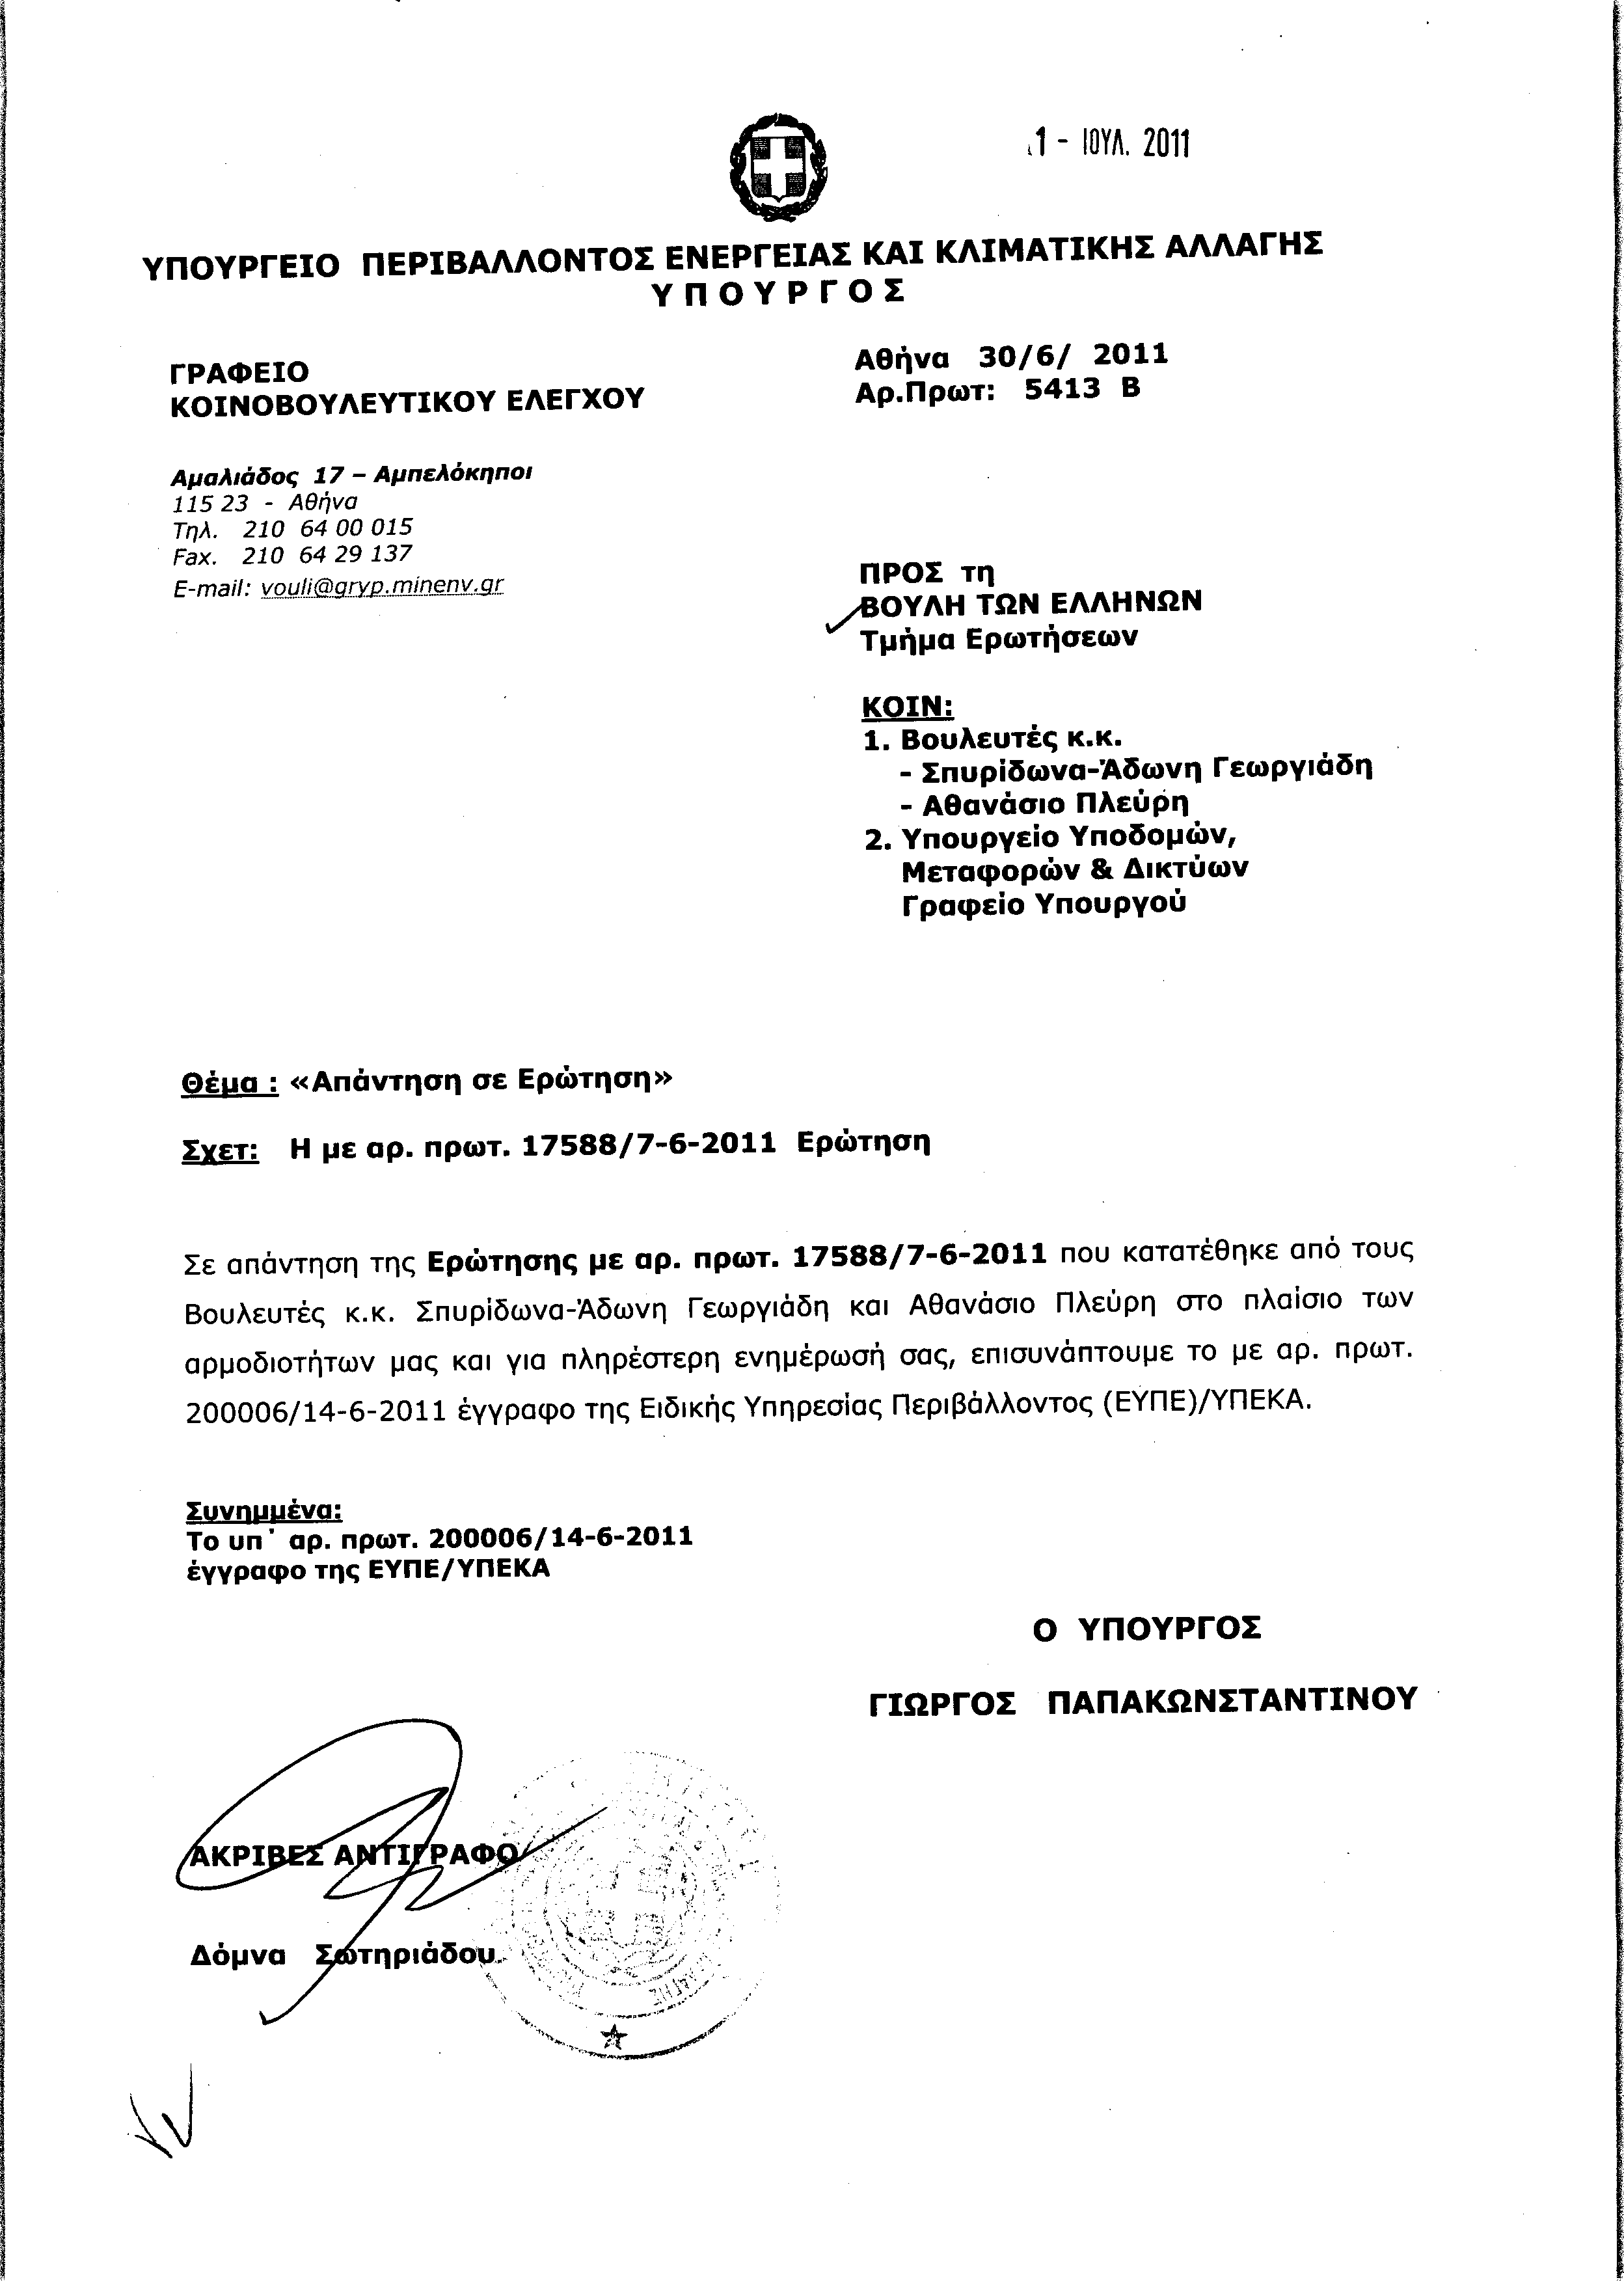 1 - ΙΟΥΛ. 2011
ΥΠΟΥΡΓΕΙΟ ΠΕΡΙΒΑΛΛΟΝΤΟΣ ΕΝΕΡΓΕΙΑΣ ΚΑΙ ΚΛΙΜΑΤΙΚΗΣ ΑΛΛΑΓΗΣ
Υ Π Ο Υ Ρ Γ Ο Σ
ΓΡΑΦΕΙΟ
ΚΟΙΝΟΒΟΥΛΕΥΤΙΚΟΥ ΕΛΕΓΧΟΥ
Αθήνα 30/6/ 2011
Αρ.Πρωτ: 5413 Β
Αμαλιάδος 17 – Αμπελόκηποι
115 23 - Αθήνα
Τηλ. 210 64 00 015
Fax. 210 64 29 137
E-mail: vouli@gryp.minenv.gr
ΠΡΟΣ τη
ΒΟΥΛΗ ΤΩΝ ΕΛΛΗΝΩΝ
Τμήμα Ερωτήσεων
ΚΟΙΝ:
1. Βουλευτές κ.κ.
- Σπυρίδωνα-Άδωνη Γεωργιάδη
- Αθανάσιο Πλεύρη
2. Υπουργείο Υποδομών,
Μεταφορών & Δικτύων
Γραφείο Υπουργού
Θέμα : «Απάντηση σε Ερώτηση»
Σχετ: Η με αρ. πρωτ. 17588/7-6-2011 Ερώτηση
Σε απάντηση της Ερώτησης με αρ. πρωτ. 17588/7-6-2011 που κατατέθηκε από τους
Βουλευτές κ.κ. Σπυρίδωνα-Άδωνη Γεωργιάδη και Αθανάσιο Πλεύρη στο πλαίσιο των
αρμοδιοτήτων μας και για πληρέστερη ενημέρωσή σας, επισυνάπτουμε το με αρ. πρωτ.
200006/14-6-2011 έγγραφο της Ειδικής Υπηρεσίας Περιβάλλοντος (ΕΥΠΕ)/ΥΠΕΚΑ.
Συνημμένα:
Το υπ΄ αρ. πρωτ. 200006/14-6-2011
έγγραφο της ΕΥΠΕ/ΥΠΕΚΑ
Ο ΥΠΟΥΡΓΟΣ
ΓΙΩΡΓΟΣ ΠΑΠΑΚΩΝΣΤΑΝΤΙΝΟΥ
ΑΚΡΙΒΕΣ ΑΝΤΙΓΡΑΦΟ
Δόμνα Σωτηριάδου